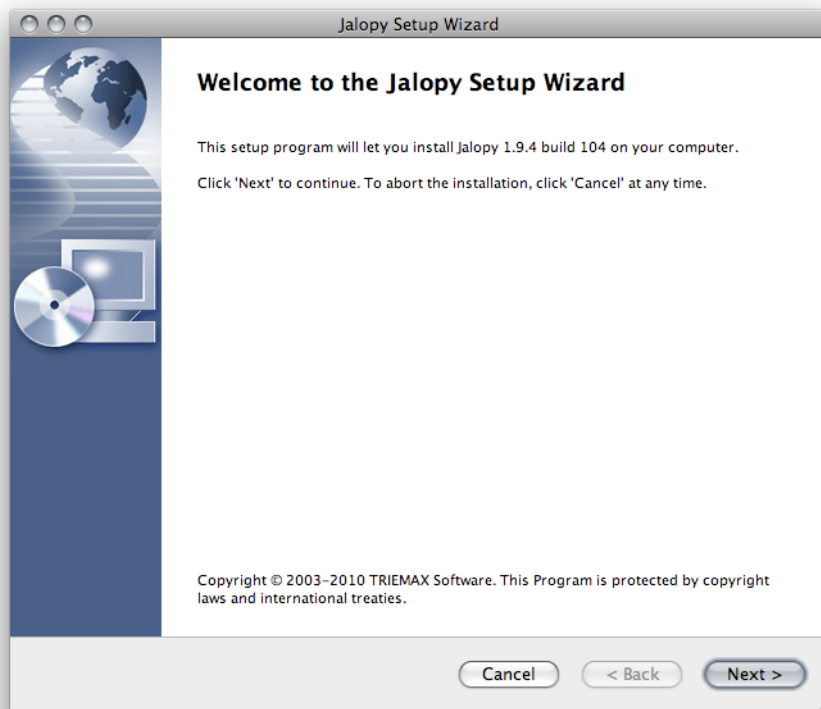 Jalopy Setup Wizard
Welcome to the Jalopy Setup Wizard
This setup program will let you install Jalopy 1.9.4 build 104 on your computer.
Click 'Next' to continue. To abort the installation, click 'Cancel' at any time.
Copyright © 2003-2010 TRIEMAX Software. This Program is protected by copyright
laws and international treaties.
Cancel < Back Next >